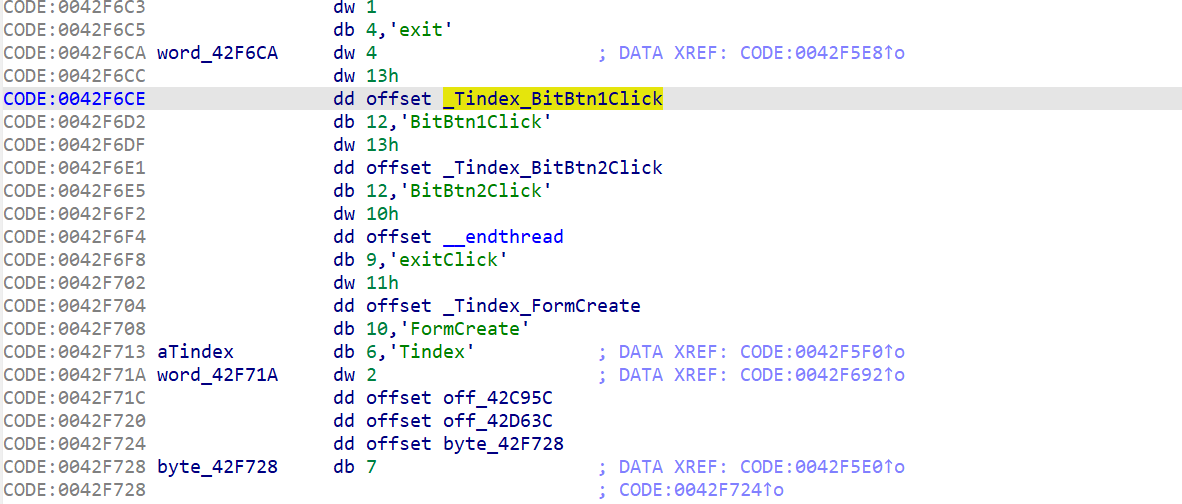 CODE:0042F6C3 dw 1
CODE:0042F6C5 db 4,'exit'
CODE:0042F6CA word_42F6CA dw 4 ; DATA XREF: CODE:0042F5E8↑o
CODE:0042F6CC dw 13h
CODE:0042F6CE dd offset _Tindex_BitBtn1Click
CODE:0042F6D2 db 12,'BitBtn1Click'
CODE:0042F6DF dw 13h
CODE:0042F6E1 dd offset _Tindex_BitBtn2Click
CODE:0042F6E5 db 12,'BitBtn2Click'
CODE:0042F6F2 dw 10h
CODE:0042F6F4 dd offset __endthread
CODE:0042F6F8 db 9,'exitClick'
CODE:0042F702 dw 11h
CODE:0042F704 dd offset _Tindex_FormCreate
CODE:0042F708 db 10,'FormCreate'
CODE:0042F713 aTindex db 6,'Tindex' ; DATA XREF: CODE:0042F5F0↑o
CODE:0042F71A word_42F71A dw 2 ; DATA XREF: CODE:0042F692↑o
CODE:0042F71C dd offset off_42C95C
CODE:0042F720 dd offset off_42D63C
CODE:0042F724 dd offset byte_42F728
CODE:0042F728 byte_42F728 db 7 ; DATA XREF: CODE:0042F5E0↑o
CODE:0042F728 ; CODE:0042F724↑o